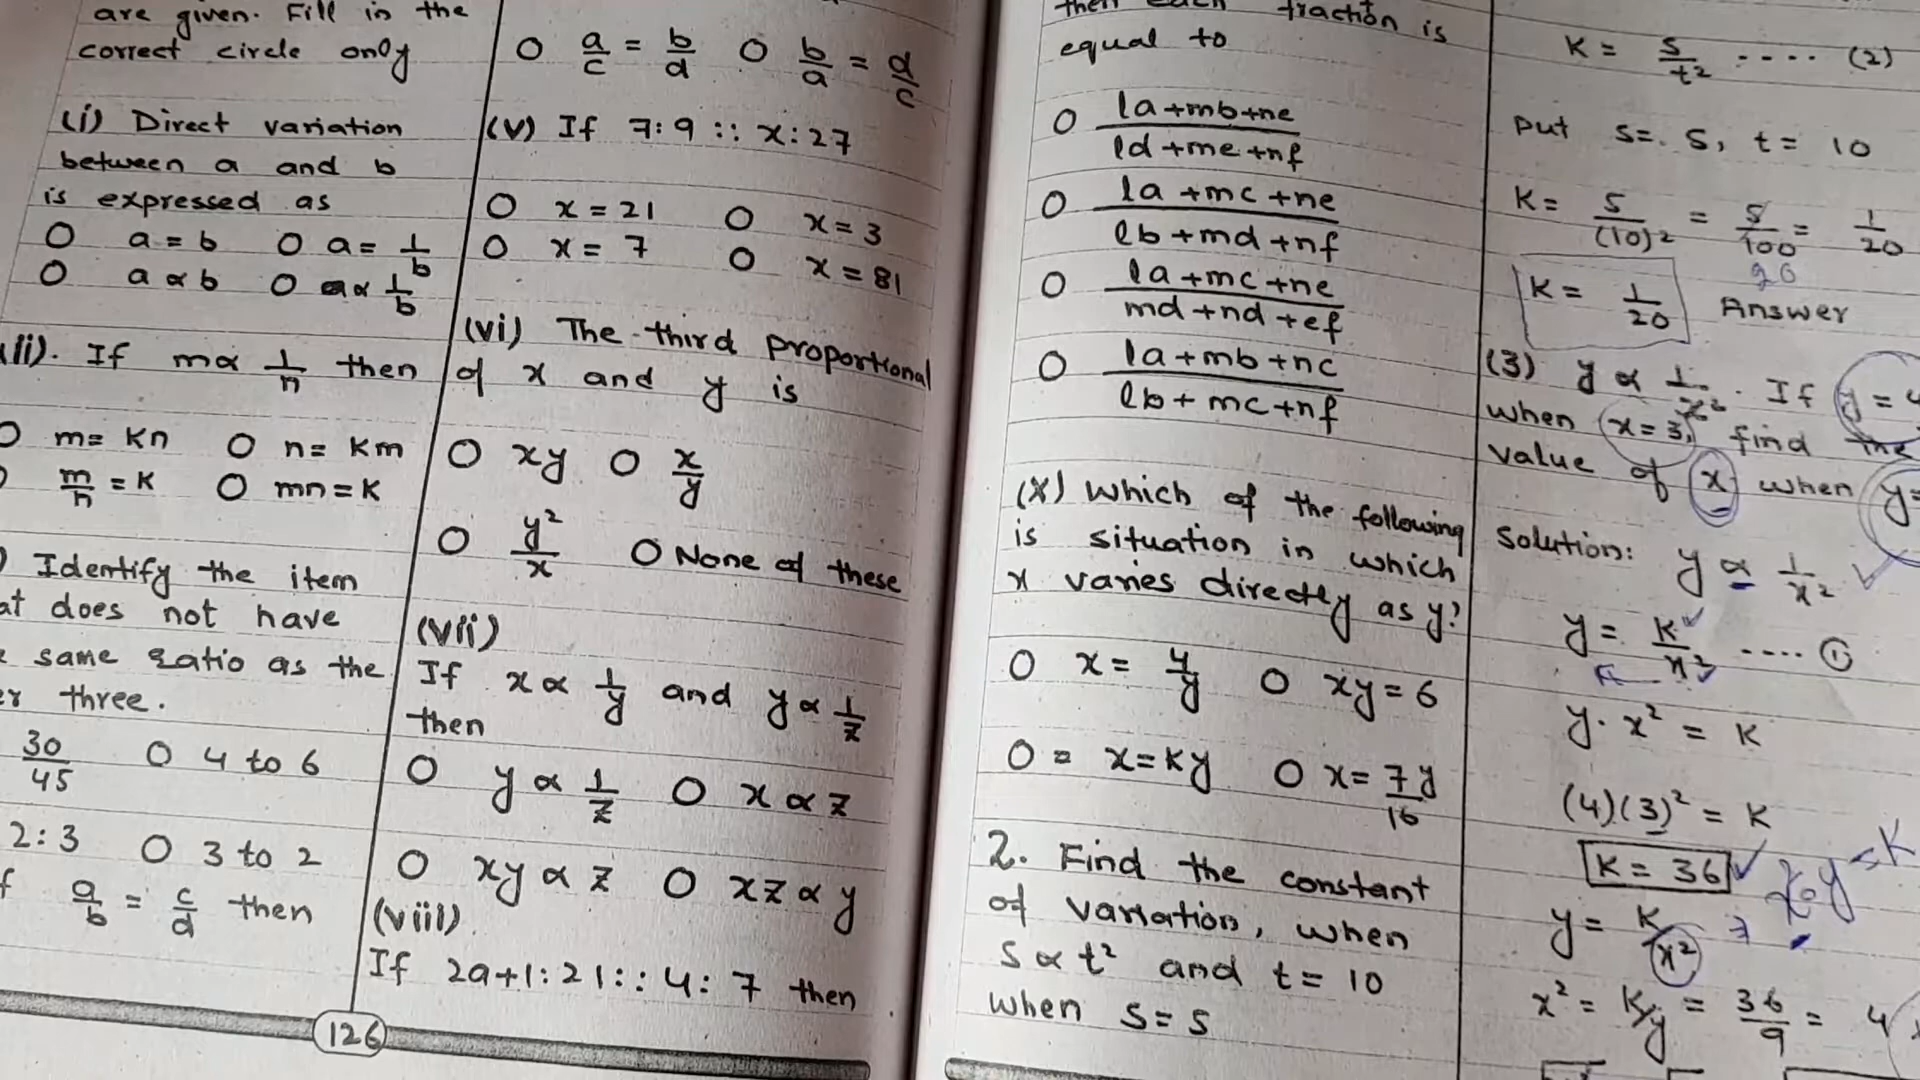 are given. Fill in the
correct circle only
(i) Direct variation
between a and b
is expressed as
O a = b O a = 1/b
O a ∝ b O a ∝ 1/b
(ii). If m ∝ 1/n then
O m = Kn O n = Km
m/n = K O mn = K
Identify the item
does not have
same ratio as the
three.
30/45 O 4 to 6
2:3 O 3 to 2
a/b = c/d then
126
O a/c = b/d O b/a = d/c
(v) If 7:9 :: x:27
O x = 21 O x = 3
O x = 7 O x = 81
(vi) The third proportional
of x and y is
O xy O x/y
O y²/x O None of these
(vii)
If x ∝ 1/y and y ∝ 1/z
then
O y ∝ 1/z O x ∝ z
O xy ∝ z O xz ∝ y
(viii).
If 2a+1:21::4:7 then
then each fraction is
equal to
O la+mb+ne/ld+me+nf
O la+mc+ne/lb+md+nf
O la+mc+ne/md+nd+ef
O la+mb+nc/lb+mc+nf
(x) Which of the following
is situation in which
x varies directly as y?
O x = 4/y O xy = 6
O = x = Ky O x = 7y/16
2. Find the constant
of variation, when
S ∝ t² and t = 10
when S = 5
K = S/t² .... (2)
put S = 5, t = 10
K = 5/(10)² = 5/100 = 1/20
20
K = 1/20 Answer
(3) y ∝ 1/x². If y = 4
when x = 3, find the
value of x when y =
Solution: y ∝ 1/x²
y = K/x² .... ①
y. x² = K
(4)(3)² = K
K = 36
x.y = K
y = K/x²
x² = K/y = 36/9 = 4